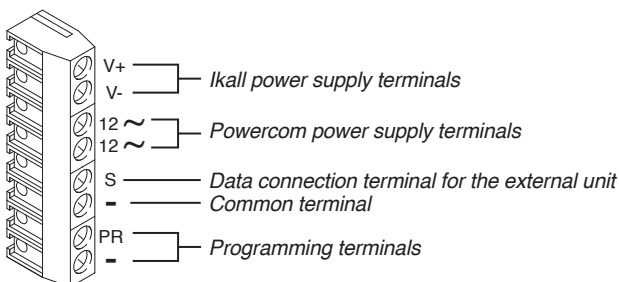 V+
V-
Ikall power supply terminals
12 ~
12 ~
Powercom power supply terminals
S
Data connection terminal for the external unit
-
Common terminal
PR
-
Programming terminals